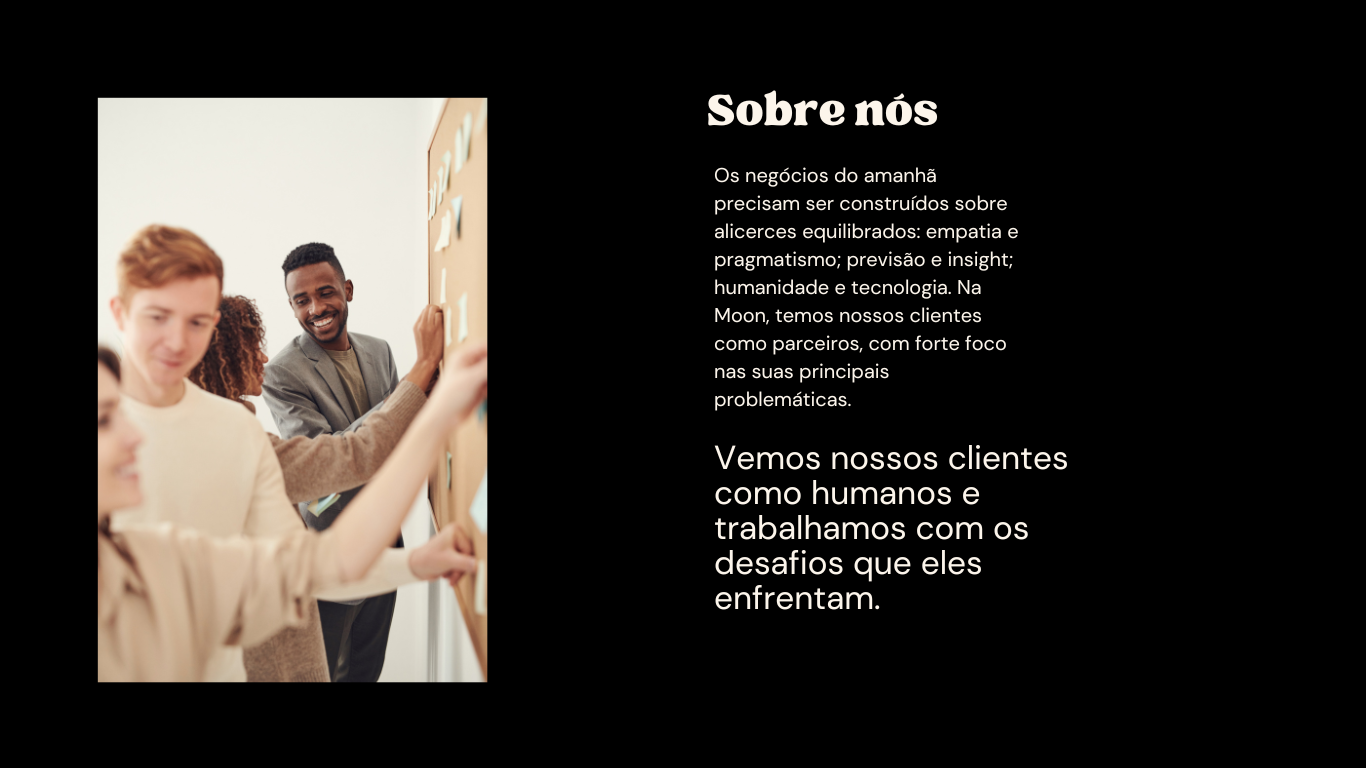 Sobre nós
Os negócios do amanhã
precisam ser construídos sobre
alicerces equilibrados: empatia e
pragmatismo; previsão e insight;
humanidade e tecnologia. Na
Moon, temos nossos clientes
como parceiros, com forte foco
nas suas principais
problemáticas.
Vemos nossos clientes
como humanos e
trabalhamos com os
desafios que eles
enfrentam.